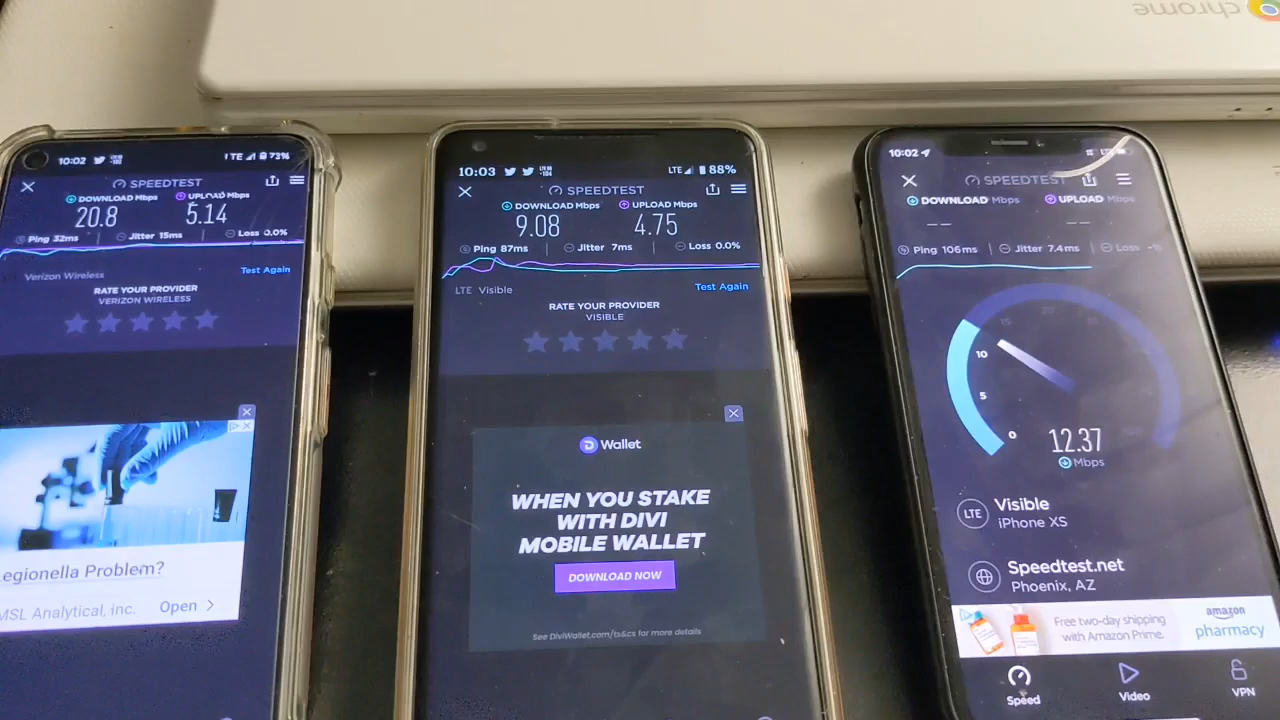 chrome
10:02
TE 73%
SPEEDTEST
DOWNLOAD Mbps UPLOAD Mbps
20.8 5.14
Ping 32ms Jitter 15ms Loss 0.0%
Verizon Wireless Test Again
RATE YOUR PROVIDER
VERIZON WIRELESS
egionella Problem?
MSL Analytical, inc. Open
10:03 LTE 88%
SPEEDTEST
DOWNLOAD Mbps UPLOAD Mbps
9.08 4.75
Ping 87ms Jitter 7ms Loss 0.0%
LTE Visible Test Again
RATE YOUR PROVIDER
VISIBLE
D Wallet
WHEN YOU STAKE
WITH DIVI
MOBILE WALLET
DOWNLOAD NOW
See DiviWallet.com/ts&cs for more details
10:02
SPEEDTEST
DOWNLOAD Mbps UPLOAD Mbps
Ping 106ms Jitter 7.4ms Loss -%
15 20
10
5
0
12.37
Mbps
LTE Visible
iPhone XS
Speedtest.net
Phoenix, AZ
Free two-day shipping
with Amazon Prime.
amazon
pharmacy
Speed Video VPN